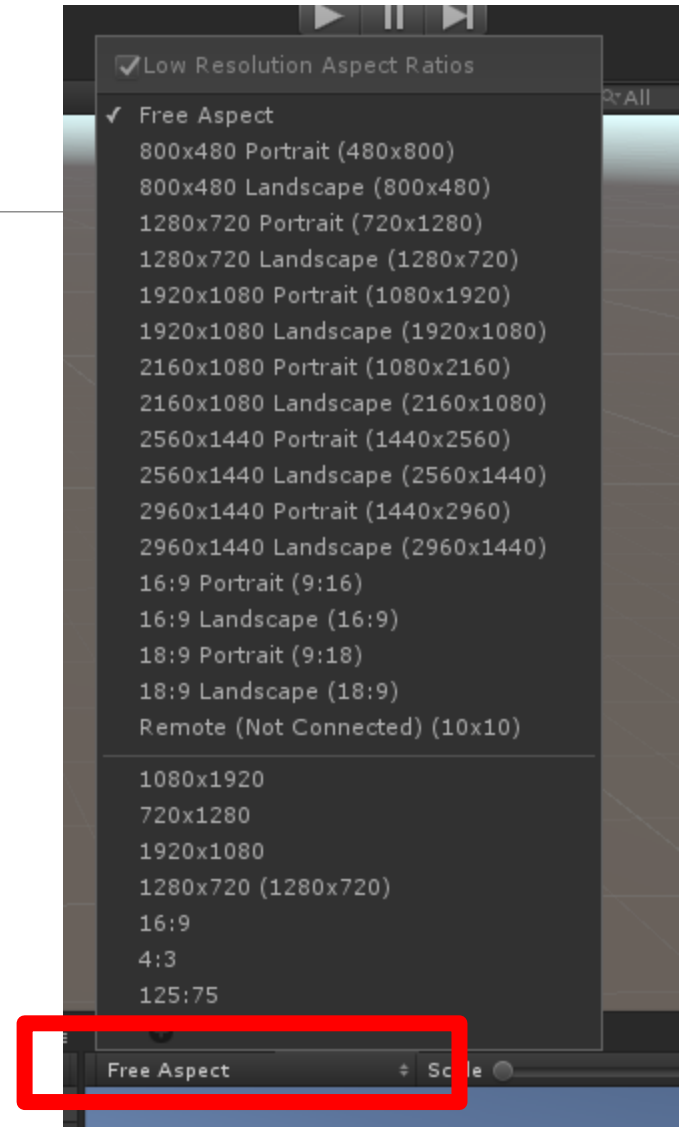 Low Resolution Aspect Ratios
All
Free Aspect
800x480 Portrait (480x800)
800x480 Landscape (800x480)
1280x720 Portrait (720x1280)
1280x720 Landscape (1280x720)
1920x1080 Portrait (1080x1920)
1920x1080 Landscape (1920x1080)
2160x1080 Portrait (1080x2160)
2160x1080 Landscape (2160x1080)
2560x1440 Portrait (1440x2560)
2560x1440 Landscape (2560x1440)
2960x1440 Portrait (1440x2960)
2960x1440 Landscape (2960x1440)
16:9 Portrait (9:16)
16:9 Landscape (16:9)
18:9 Portrait (9:18)
18:9 Landscape (18:9)
Remote (Not Connected) (10x10)
1080x1920
720x1280
1920x1080
1280x720 (1280x720)
16:9
4:3
125:75
Free Aspect Scale